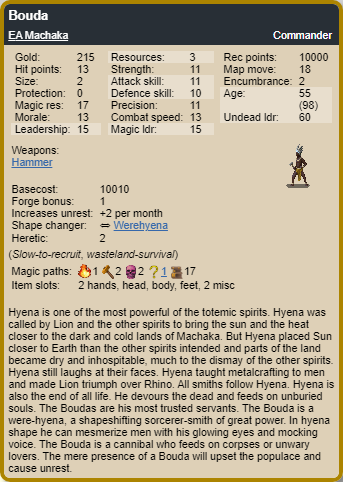 Bouda
EA Machaka Commander
Gold: 215 Resources: 3 Rec points: 10000
Hit points: 13 Strength: 11 Map move: 18
Size: 2 Attack skill: 11 Encumbrance: 2
Protection: 0 Defence skill: 10 Age: 55
Magic res: 17 Precision: 11 (98)
Morale: 13 Combat speed: 13 Undead ldr: 60
Leadership: 15 Magic ldr: 15
Weapons:
Hammer
Basecost: 10010
Forge bonus: 1
Increases unrest: +2 per month
Shape changer: ⇔ Werehyena
Heretic: 2
(Slow-to-recruit, wasteland-survival)
Magic paths: 1 2 2 ? 1 17
Item slots: 2 hands, head, body, feet, 2 misc
Hyena is one of the most powerful of the totemic spirits. Hyena was
called by Lion and the other spirits to bring the sun and the heat
closer to the dark and cold lands of Machaka. But Hyena placed Sun
closer to Earth than the other spirits intended and parts of the land
became dry and inhospitable, much to the dismay of the other spirits.
Hyena still laughs at their faces. Hyena taught metalcrafting to men
and made Lion triumph over Rhino. All smiths follow Hyena. Hyena is
also the end of all life. He devours the dead and feeds on unburied
souls. The Boudas are his most trusted servants. The Bouda is a
were-hyena, a shapeshifting sorcerer-smith of great power. In hyena
shape he can mesmerize men with his glowing eyes and mocking
voice. The Bouda is a cannibal who feeds on corpses or unwary
lovers. The mere presence of a Bouda will upset the populace and
cause unrest.